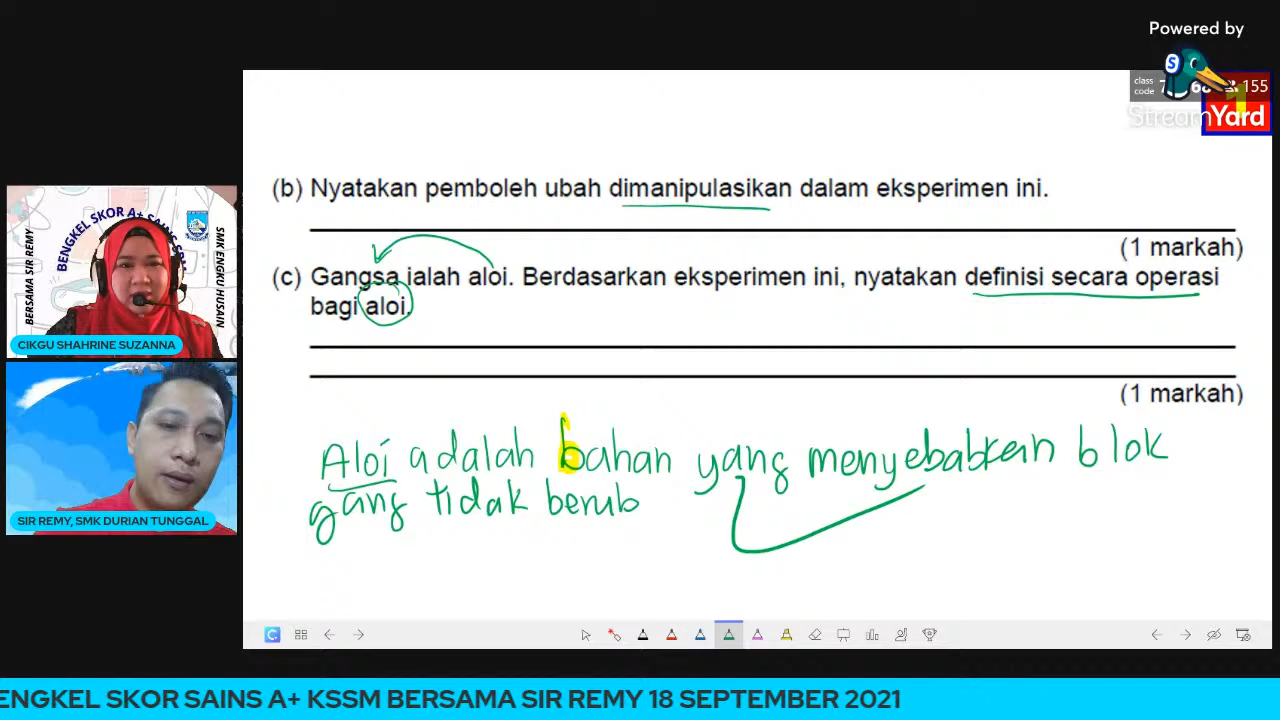 Powered by
class
code
155
StreamYard
(b) Nyatakan pemboleh ubah dimanipulasikan dalam eksperimen ini.
(1 markah)
(c) Gangsa ialah aloi. Berdasarkan eksperimen ini, nyatakan definisi secara operasi
bagi aloi.
(1 markah)
Aloi adalah bahan yang menyebabkan blok
yang tidak berub
BERSAMA SIR REMY
BENGKEL SKOR A+ SAINS
SMK ENGKU HUSAIN
CIKGU SHAHRINE SUZANNA
SIR REMY, SMK DURIAN TUNGGAL
ENGKEL SKOR SAINS A+ KSSM BERSAMA SIR REMY 18 SEPTEMBER 2021